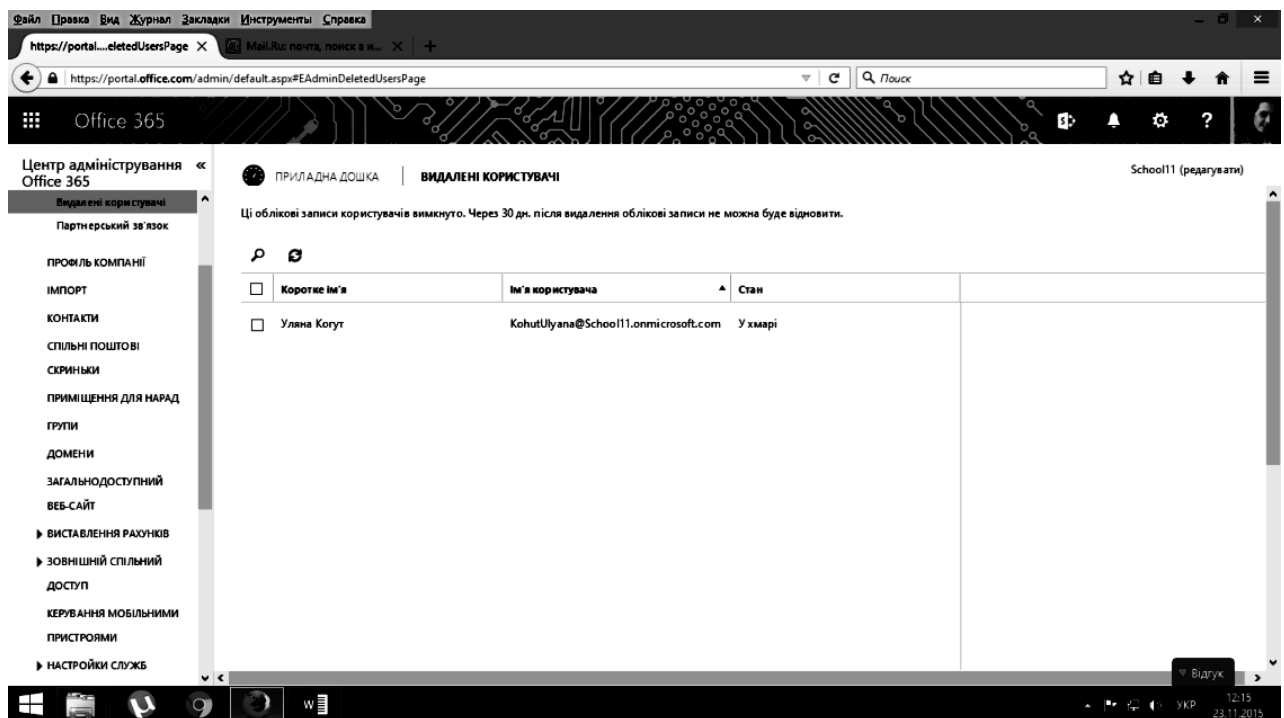 Файл Правка Вид Журнал Закладки Инструменты Справка
https://portal....eletedUsersPage
Mail.Ru: почта, поиск в и...
https://portal.office.com/admin/default.aspx#EAdminDeletedUsersPage
Поиск
Office 365
Центр адміністрування «
Office 365
Видалені користувачі
Партнерський зв'язок
ПРОФІЛЬ КОМПАНІЇ
ІМПОРТ
КОНТАКТИ
СПІЛЬНІ ПОШТОВІ
СКРИНЬКИ
ПРИМІЩЕННЯ ДЛЯ НАРАД
ГРУПИ
ДОМЕНИ
ЗАГАЛЬНОДОСТУПНИЙ
ВЕБ-САЙТ
ВИСТАВЛЕННЯ РАХУНКІВ
ЗОВНІШНІЙ СПІЛЬНИЙ
ДОСТУП
КЕРУВАННЯ МОБІЛЬНИМИ
ПРИСТРОЯМИ
НАСТРОЙКИ СЛУЖБ
School11 (редагувати)
ПРИЛАДНА ДОШКА | ВИДАЛЕНІ КОРИСТУВАЧІ
Ці облікові записи користувачів вимкнуто. Через 30 дн. після видалення облікові записи не можна буде відновити.
Коротке ім'я Ім'я користувача Стан
Уляна Когут KohutUlyana@School11.onmicrosoft.com У хмарі
Відгук
УКР 12:15
23.11.2015